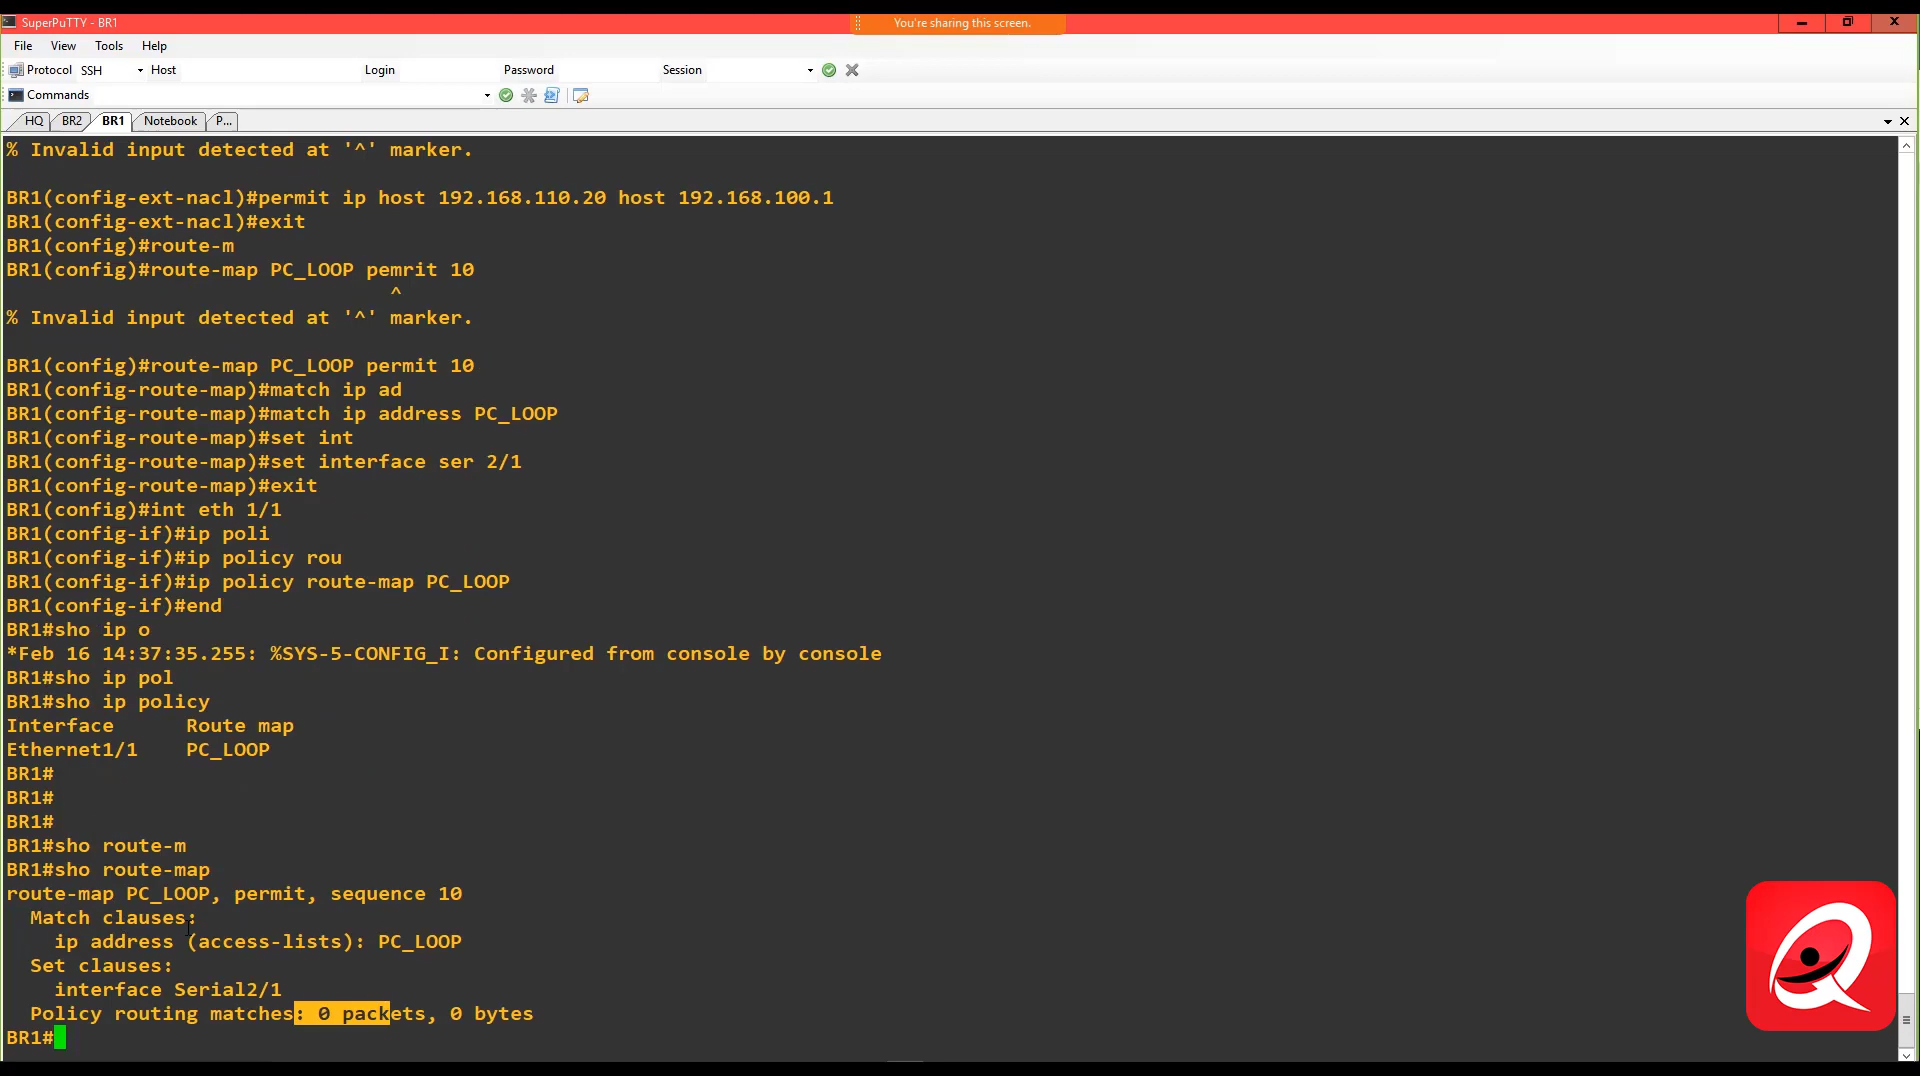 SuperPuTTY - BR1
You're sharing this screen.
File View Tools Help
Protocol SSH Host Login Password Session
Commands
HQ BR2 BR1 Notebook P...
% Invalid input detected at '^' marker.
BR1(config-ext-nacl)#permit ip host 192.168.110.20 host 192.168.100.1
BR1(config-ext-nacl)#exit
BR1(config)#route-m
BR1(config)#route-map PC_LOOP pemrit 10
^
% Invalid input detected at '^' marker.
BR1(config)#route-map PC_LOOP permit 10
BR1(config-route-map)#match ip ad
BR1(config-route-map)#match ip address PC_LOOP
BR1(config-route-map)#set int
BR1(config-route-map)#set interface ser 2/1
BR1(config-route-map)#exit
BR1(config)#int eth 1/1
BR1(config-if)#ip poli
BR1(config-if)#ip policy rou
BR1(config-if)#ip policy route-map PC_LOOP
BR1(config-if)#end
BR1#sho ip o
*Feb 16 14:37:35.255: %SYS-5-CONFIG_I: Configured from console by console
BR1#sho ip pol
BR1#sho ip policy
Interface Route map
Ethernet1/1 PC_LOOP
BR1#
BR1#
BR1#
BR1#sho route-m
BR1#sho route-map
route-map PC_LOOP, permit, sequence 10
Match clauses:
ip address (access-lists): PC_LOOP
Set clauses:
interface Serial2/1
Policy routing matches: 0 packets, 0 bytes
BR1#